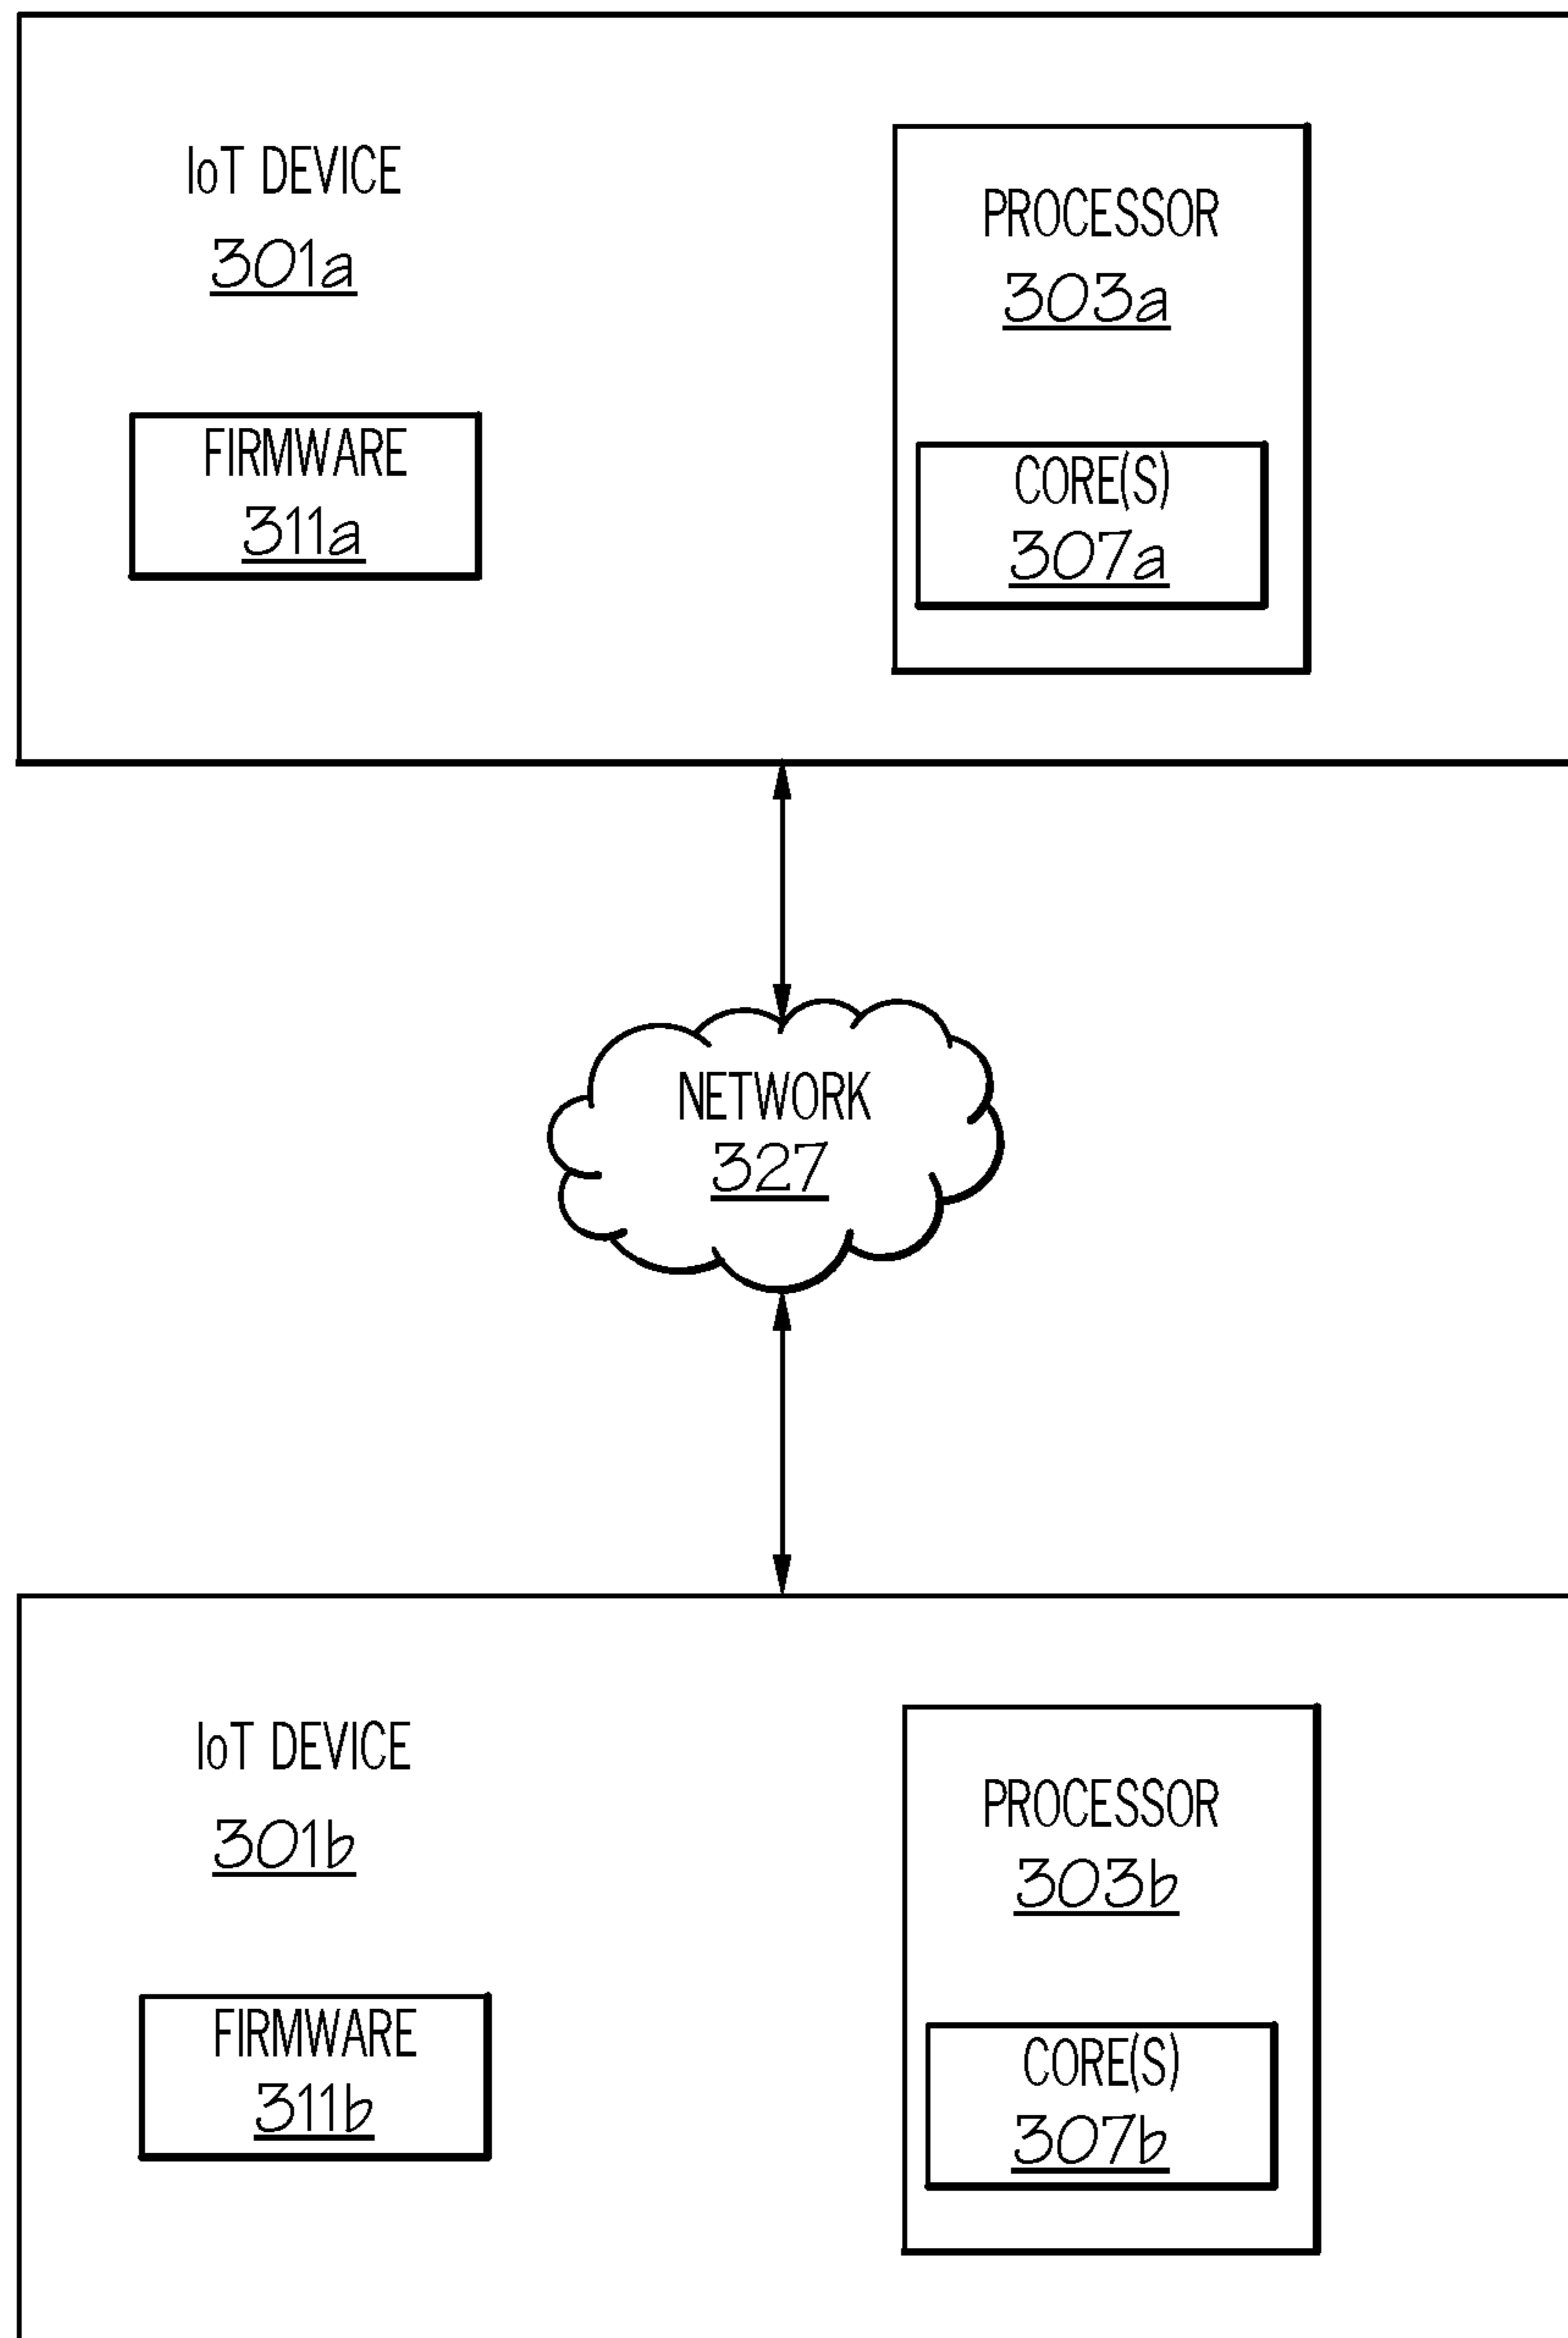 IoT DEVICE
301a
PROCESSOR
303a
FIRMWARE
311a
CORE(S)
307a
NETWORK
327
IoT DEVICE
301b
PROCESSOR
303b
FIRMWARE
311b
CORE(S)
307b